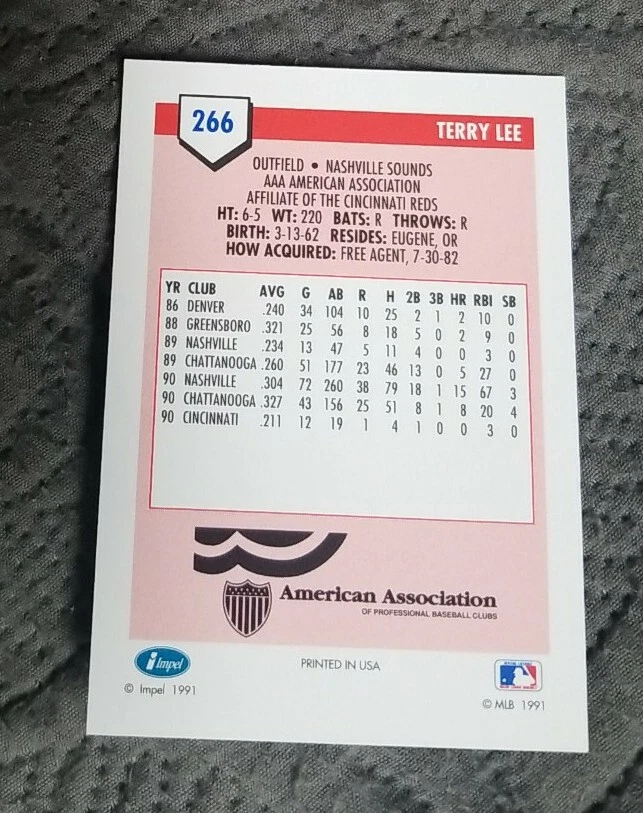 266
TERRY LEE
OUTFIELD • NASHVILLE SOUNDS
AAA AMERICAN ASSOCIATION
AFFILIATE OF THE CINCINNATI REDS
HT: 6-5 WT: 220 BATS: R THROWS: R
BIRTH: 3-13-62 RESIDES: EUGENE, OR
HOW ACQUIRED: FREE AGENT, 7-30-82
YR CLUB AVG G AB R H 2B 3B HR RBI SB
86 DENVER .240 34 104 10 25 2 1 2 10 0
88 GREENSBORO .321 25 56 8 18 5 0 2 9 0
89 NASHVILLE .234 13 47 5 11 4 0 0 3 0
89 CHATTANOOGA .260 51 177 23 46 13 0 5 27 0
90 NASHVILLE .304 72 260 38 79 18 1 15 67 3
90 CHATTANOOGA .327 43 156 25 51 8 1 8 20 4
90 CINCINNATI .211 12 19 1 4 1 0 0 3 0
American Association
OF PROFESSIONAL BASEBALL CLUBS
Impel
PRINTED IN USA
© Impel 1991
© MLB 1991